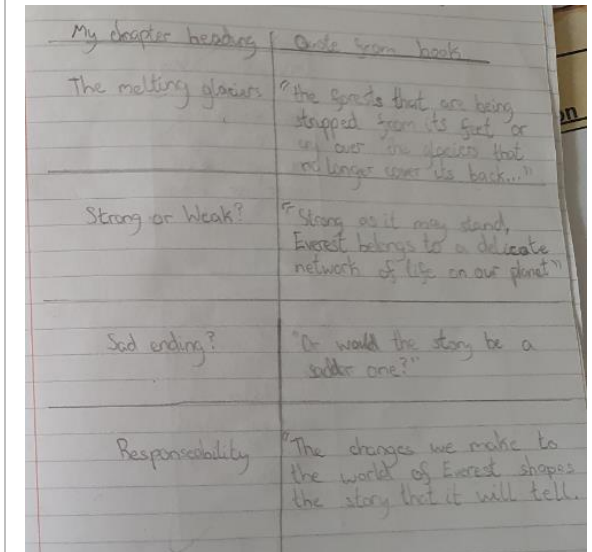 My chapter heading | Quote from book
The melting glaciers
"the forests that are being
stripped from its feet or
over the glaciers that
no longer cover its back..."
Strong or Weak?
"Strong as it may stand,
Everest belongs to a delicate
network of life on our planet"
Sad ending?
"Or would the story be a
sadder one?"
Responseability
"The changes we make to
the world of Everest shapes
the story that it will tell.
on